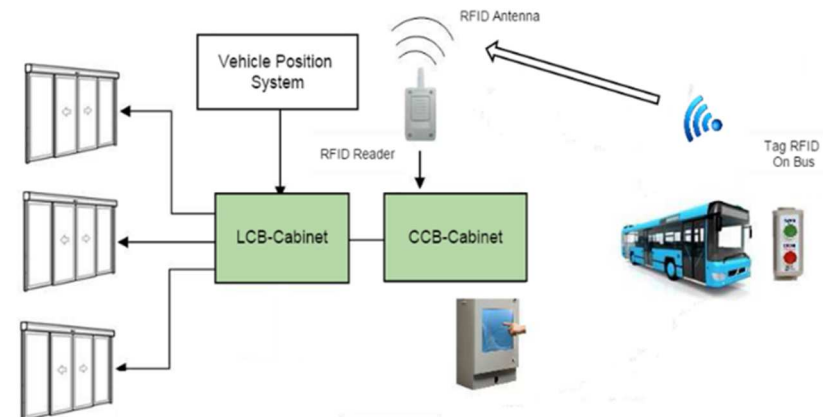 RFID Antenna
Vehicle Position
System
RFID Reader
Tag RFID
On Bus
LCB-Cabinet
CCB-Cabinet